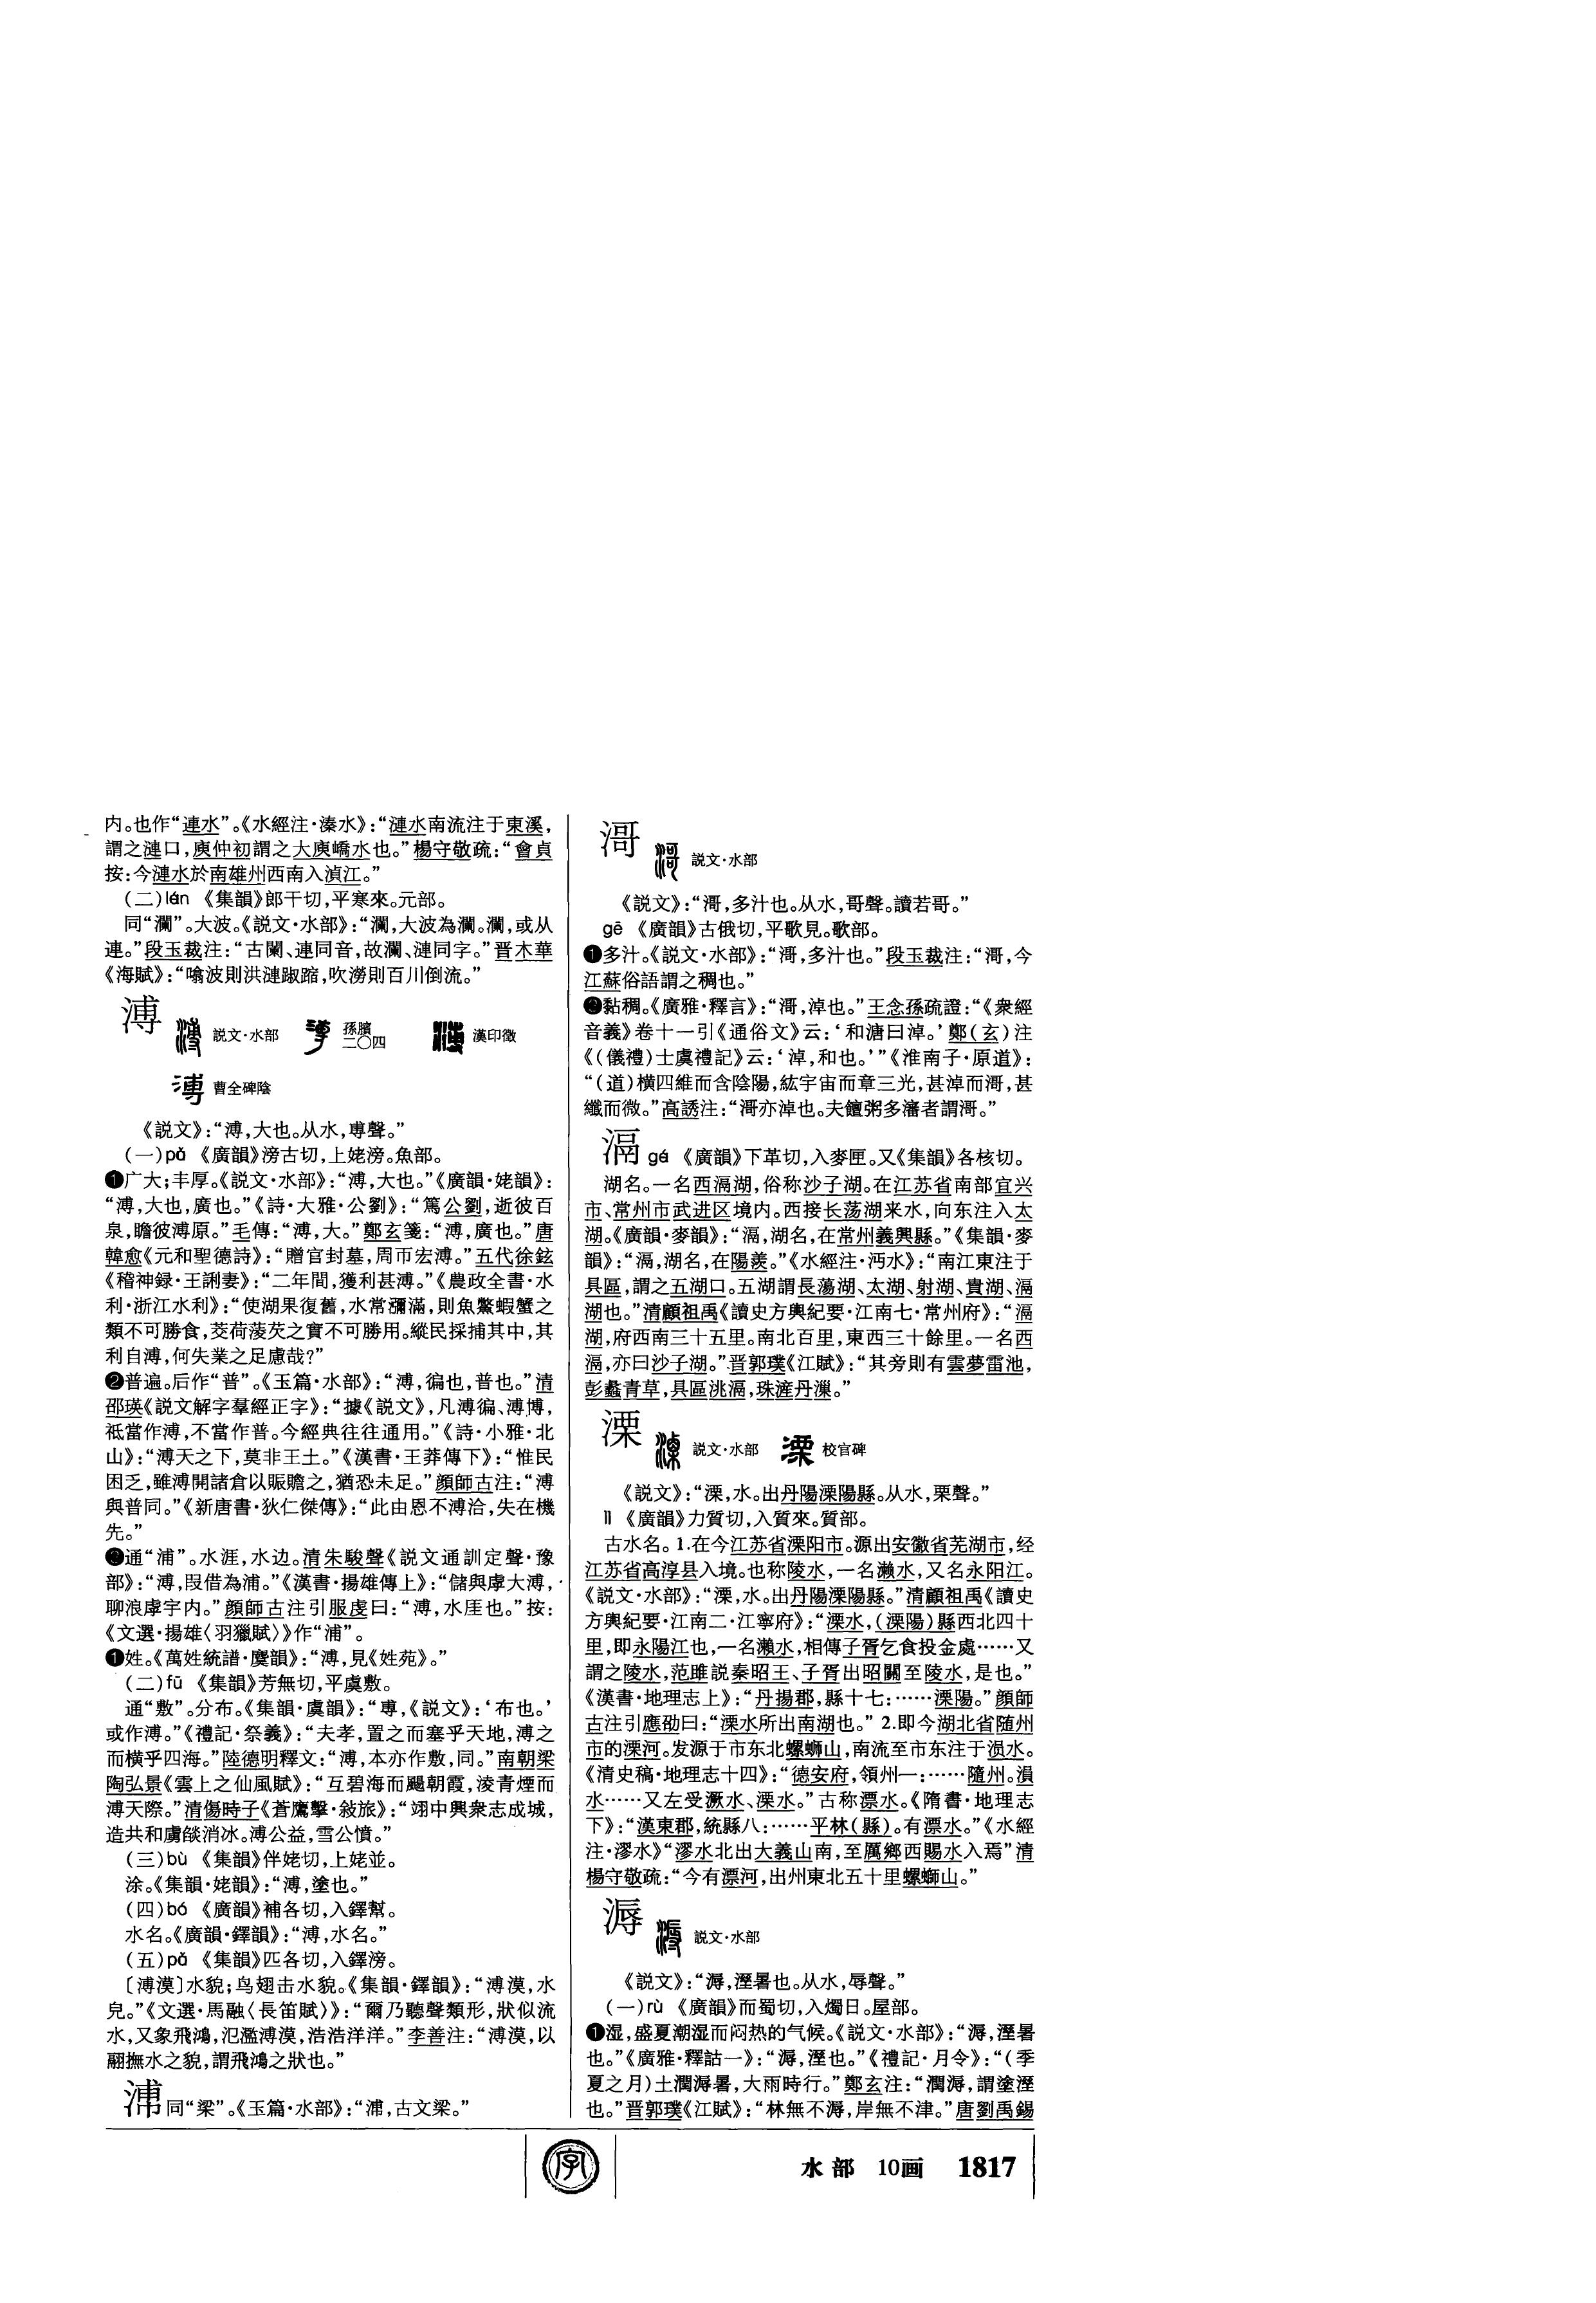 内。也作“連水”。《水經注·溱水》：“漣水南流注于東溪，
謂之漣口，庾仲初謂之大庾嶠水也。”楊守敬疏：“會貞
按：今漣水於南雄州西南入湞江。”
(二)lán 《集韻》郎干切，平寒來。元部。
同“瀾”。大波。《説文·水部》：“瀾，大波為瀾。漣，或从
連。”段玉裁注：“古闌、連同音，故瀾、漣同字。”晋木華
《海賦》：“噏波則洪漣踧蹜，吹澇則百川倒流。”
溥
説文·水部 孫臏二〇四 漢印徵
曹全碑陰
《説文》：“溥，大也。从水，尃聲。”
(一)pǔ 《廣韻》滂古切，上姥滂。魚部。
❶广大；丰厚。《説文·水部》：“溥，大也。”《廣韻·姥韻》：
“溥，大也，廣也。”《詩·大雅·公劉》：“篤公劉，逝彼百
泉，瞻彼溥原。”毛傳：“溥，大。”鄭玄箋：“溥，廣也。”唐
韓愈《元和聖德詩》：“贈官封墓，周帀宏溥。”五代徐鉉
《稽神録·王誗妻》：“二年間，獲利甚溥。”《農政全書·水
利·浙江水利》：“使湖果復舊，水常瀰滿，則魚鱉蝦蟹之
類不可勝食，茭荷菱芡之實不可勝用。縱民採捕其中，其
利自溥，何失業之足慮哉？”
❷普遍。后作“普”。《玉篇·水部》：“溥，徧也，普也。”清
邵瑛《説文解字羣經正字》：“據《説文》，凡溥徧、溥博，
祗當作溥，不當作普。今經典往往通用。”《詩·小雅·北
山》：“溥天之下，莫非王土。”《漢書·王莽傳下》：“惟民
困乏，雖溥開諸倉以賑贍之，猶恐未足。”顔師古注：“溥
與普同。”《新唐書·狄仁傑傳》：“此由恩不溥洽，失在機
先。”
❸通“浦”。水涯，水边。清朱駿聲《説文通訓定聲·豫
部》：“溥，叚借為浦。”《漢書·揚雄傳上》：“儲與虖大溥，
聊浪虖宇内。”顔師古注引服虔曰：“溥，水厓也。”按：
《文選·揚雄〈羽獵賦〉》作“浦”。
❶姓。《萬姓統譜·麌韻》：“溥，見《姓苑》。”
(二)fū 《集韻》芳無切，平虞敷。
通“敷”。分布。《集韻·虞韻》：“尃，《説文》：‘布也。’
或作溥。”《禮記·祭義》：“夫孝，置之而塞乎天地，溥之
而横乎四海。”陸德明釋文：“溥，本亦作敷，同。”南朝梁
陶弘景《雲上之仙風賦》：“互碧海而颺朝霞，淩青煙而
溥天際。”清傷時子《蒼鷹擊·敍旅》：“翊中興衆志成城，
造共和虜燄消冰。溥公益，雪公憤。”
(三)bù 《集韻》伴姥切，上姥並。
涂。《集韻·姥韻》：“溥，塗也。”
(四)bó 《廣韻》補各切，入鐸幫。
水名。《廣韻·鐸韻》：“溥，水名。”
(五)pò 《集韻》匹各切，入鐸滂。
〔溥漠〕水貌；鸟翅击水貌。《集韻·鐸韻》：“溥漠，水
皃。”《文選·馬融〈長笛賦〉》：“爾乃聽聲類形，狀似流
水，又象飛鴻，氾濫溥漠，浩浩洋洋。”李善注：“溥漠，以
翮撫水之貌，謂飛鴻之狀也。”
同“梁”。《玉篇·水部》：“㴑，古文梁。”
滒
説文·水部
《説文》：“滒，多汁也。从水，哥聲。讀若哥。”
gē 《廣韻》古俄切，平歌見。歌部。
❶多汁。《説文·水部》：“滒，多汁也。”段玉裁注：“滒，今
江蘇俗語謂之稠也。”
❷黏稠。《廣雅·釋言》：“滒，淖也。”王念孫疏證：“《衆經
音義》卷十一引《通俗文》云：‘和溏曰淖。’鄭(玄)注
《(儀禮)士虞禮記》云：‘淖，和也。’”《淮南子·原道》：
“(道)横四維而含陰陽，紘宇宙而章三光，甚淖而滒，甚
纖而微。”高誘注：“滒亦淖也。夫饘粥多瀋者謂滒。”
滆 gé 《廣韻》下革切，入麥匣。又《集韻》各核切。
湖名。一名西滆湖，俗称沙子湖。在江苏省南部宜兴
市、常州市武进区境内。西接长荡湖来水，向东注入太
湖。《廣韻·麥韻》：“滆，湖名，在常州義興縣。”《集韻·麥
韻》：“滆，湖名，在陽羨。”《水經注·沔水》：“南江東注于
具區，謂之五湖口。五湖謂長蕩湖、太湖、射湖、貴湖、滆
湖也。”清顧祖禹《讀史方輿紀要·江南七·常州府》：“滆
湖，府西南三十五里。南北百里，東西三十餘里。一名西
滆，亦曰沙子湖。”晋郭璞《江賦》：“其旁則有雲夢雷池，
彭蠡青草，具區洮滆，珠滻丹漅。”
溧
説文·水部 校官碑
《説文》：“溧，水。出丹陽溧陽縣。从水，栗聲。”
lì 《廣韻》力質切，入質來。質部。
古水名。1.在今江苏省溧阳市。源出安徽省芜湖市，经
江苏省高淳县入境。也称陵水，一名濑水，又名永阳江。
《説文·水部》：“溧，水。出丹陽溧陽縣。”清顧祖禹《讀史
方輿紀要·江南二·江寧府》：“溧水，(溧陽)縣西北四十
里，即永陽江也，一名瀨水，相傳子胥乞食投金處……又
謂之陵水，范雎説秦昭王、子胥出昭關至陵水，是也。”
《漢書·地理志上》：“丹揚郡，縣十七：……溧陽。”顔師
古注引應劭曰：“溧水所出南湖也。”2.即今湖北省随州
市的溧河。发源于市东北螺蛳山，南流至市东注于涢水。
《清史稿·地理志十四》：“德安府，領州一：……隨州。溳
水……又左受㵐水、溧水。”古称漂水。《隋書·地理志
下》：“漢東郡，統縣八：……平林(縣)。有漂水。”《水經
注·漻水》“漻水北出大義山南，至厲鄉西賜水入焉”清
楊守敬疏：“今有漂河，出州東北五十里螺螄山。”
溽
説文·水部
《説文》：“溽，溼暑也。从水，辱聲。”
(一)rù 《廣韻》而蜀切，入燭日。屋部。
❶湿，盛夏潮湿而闷热的气候。《説文·水部》：“溽，溼暑
也。”《廣雅·釋詁一》：“溽，溼也。”《禮記·月令》：“(季
夏之月)土潤溽暑，大雨時行。”鄭玄注：“潤溽，謂塗溼
也。”晋郭璞《江賦》：“林無不溽，岸無不津。”唐劉禹錫
字
水部 10画 1817